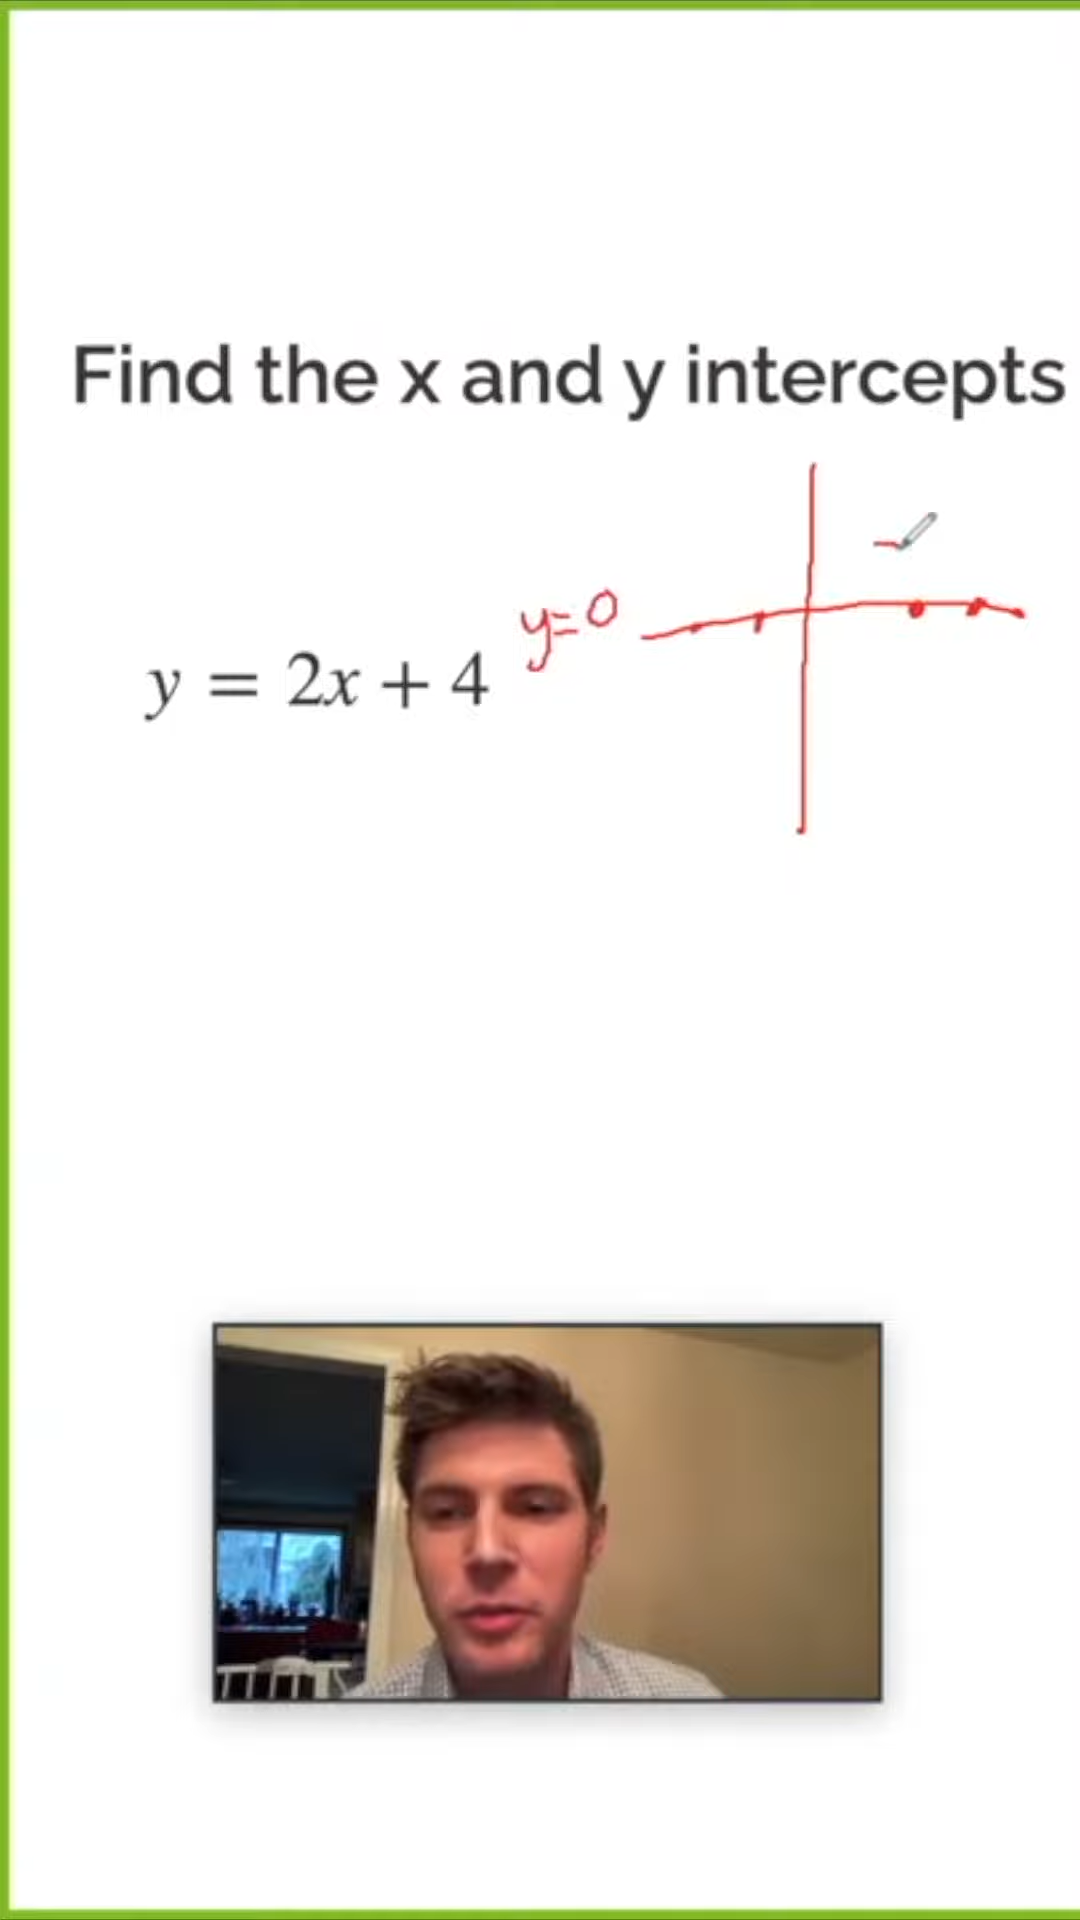 Find the x and y intercepts
y=0
y = 2x + 4